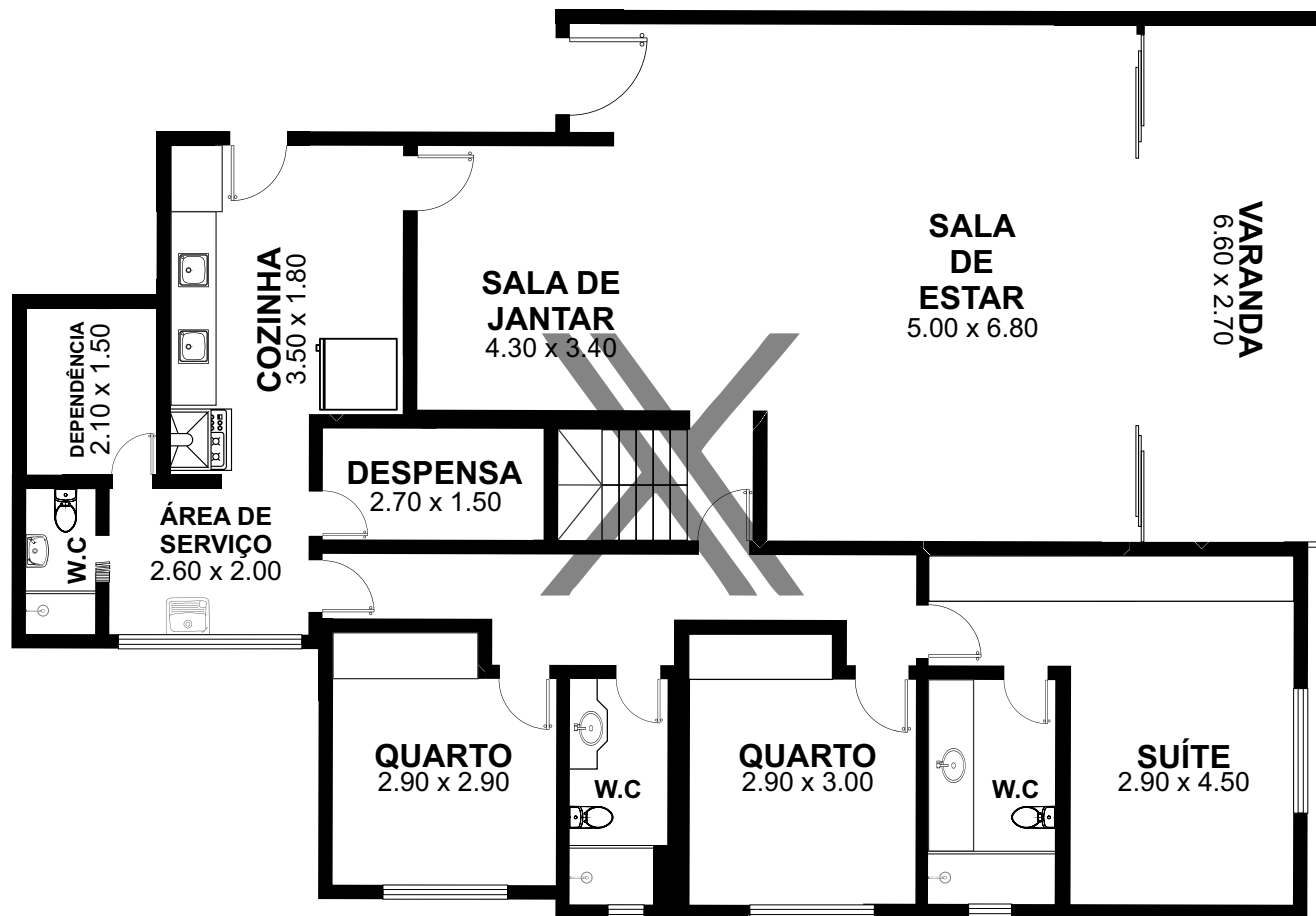 SALA
DE
ESTAR
5.00 x 6.80
VARANDA
6.60 x 2.70
SALA DE
JANTAR
4.30 x 3.40
COZINHA
3.50 x 1.80
DEPENDÊNCIA
2.10 x 1.50
DESPENSA
2.70 x 1.50
ÁREA DE
SERVIÇO
2.60 x 2.00
W.C
QUARTO
2.90 x 2.90
W.C
QUARTO
2.90 x 3.00
W.C
SUÍTE
2.90 x 4.50